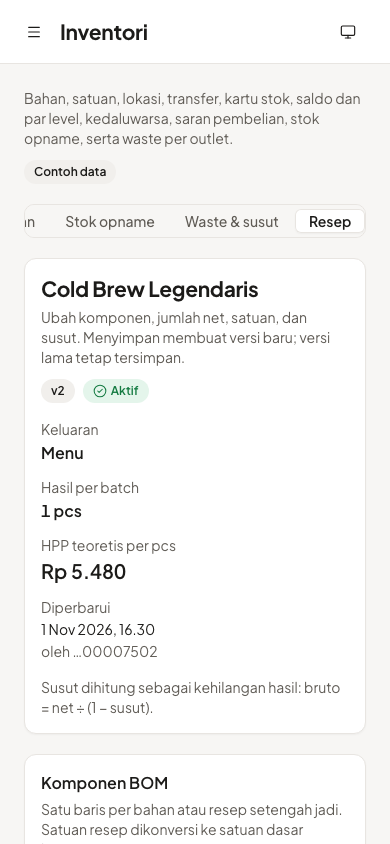 Inventori
Bahan, satuan, lokasi, transfer, kartu stok, saldo dan
par level, kedaluwarsa, saran pembelian, stok
opname, serta waste per outlet.
Contoh data
Stok opname
Waste & susut
Resep
Cold Brew Legendaris
Ubah komponen, jumlah net, satuan, dan
susut. Menyimpan membuat versi baru; versi
lama tetap tersimpan.
v2
Aktif
Keluaran
Menu
Hasil per batch
1 pcs
HPP teoretis per pcs
Rp 5.480
Diperbarui
1 Nov 2026, 16.30
oleh …00007502
Susut dihitung sebagai kehilangan hasil: bruto
= net ÷ (1 − susut).
Komponen BOM
Satu baris per bahan atau resep setengah jadi.
Satuan resep dikonversi ke satuan dasar